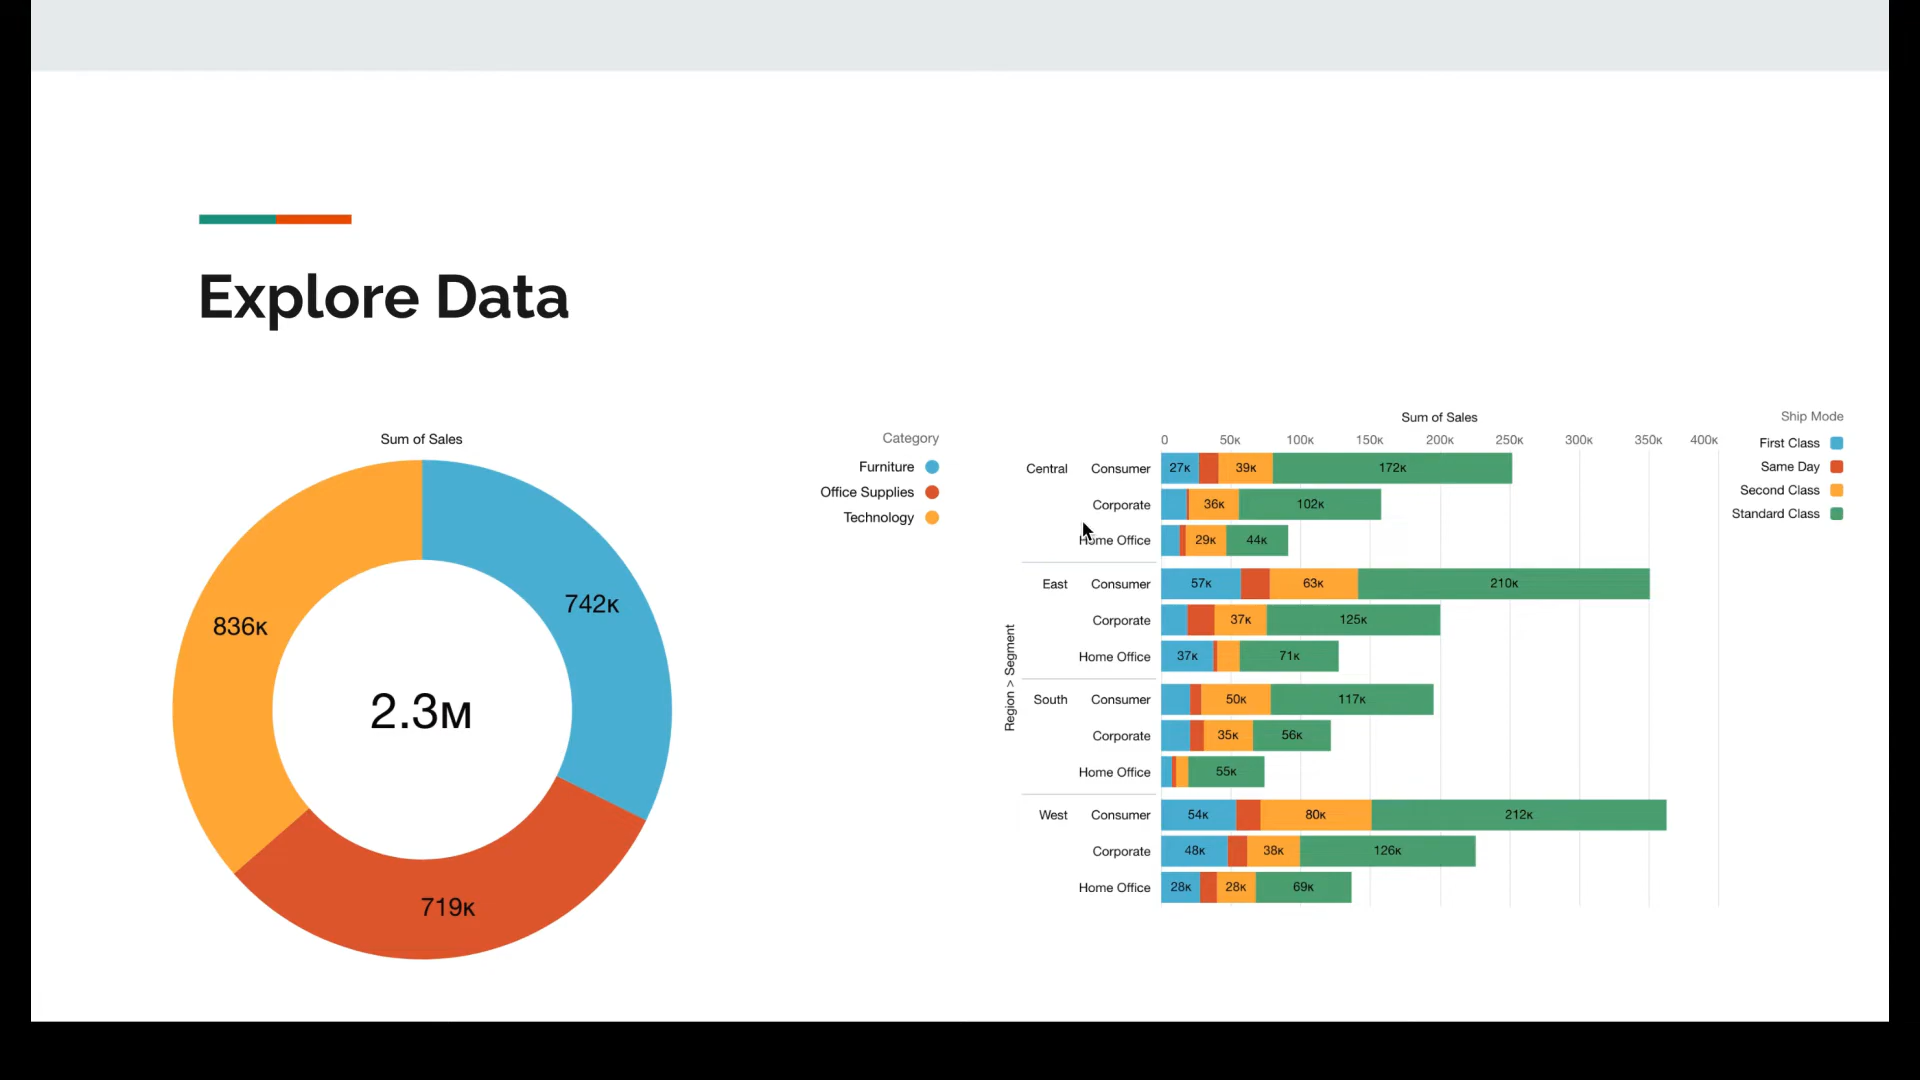 Explore Data
Sum of Sales
Category
Furniture
Office Supplies
Technology
742K
836K
2.3M
719K
Sum of Sales
Ship Mode
0 50K 100K 150K 200K 250K 300K 350K 400K
First Class
Same Day
Second Class
Standard Class
Region > Segment
Central Consumer 27K 39K 172K
Corporate 36K 102K
Home Office 29K 44K
East Consumer 57K 63K 210K
Corporate 37K 125K
Home Office 37K 71K
South Consumer 50K 117K
Corporate 35K 56K
Home Office 55K
West Consumer 54K 80K 212K
Corporate 48K 38K 126K
Home Office 28K 28K 69K